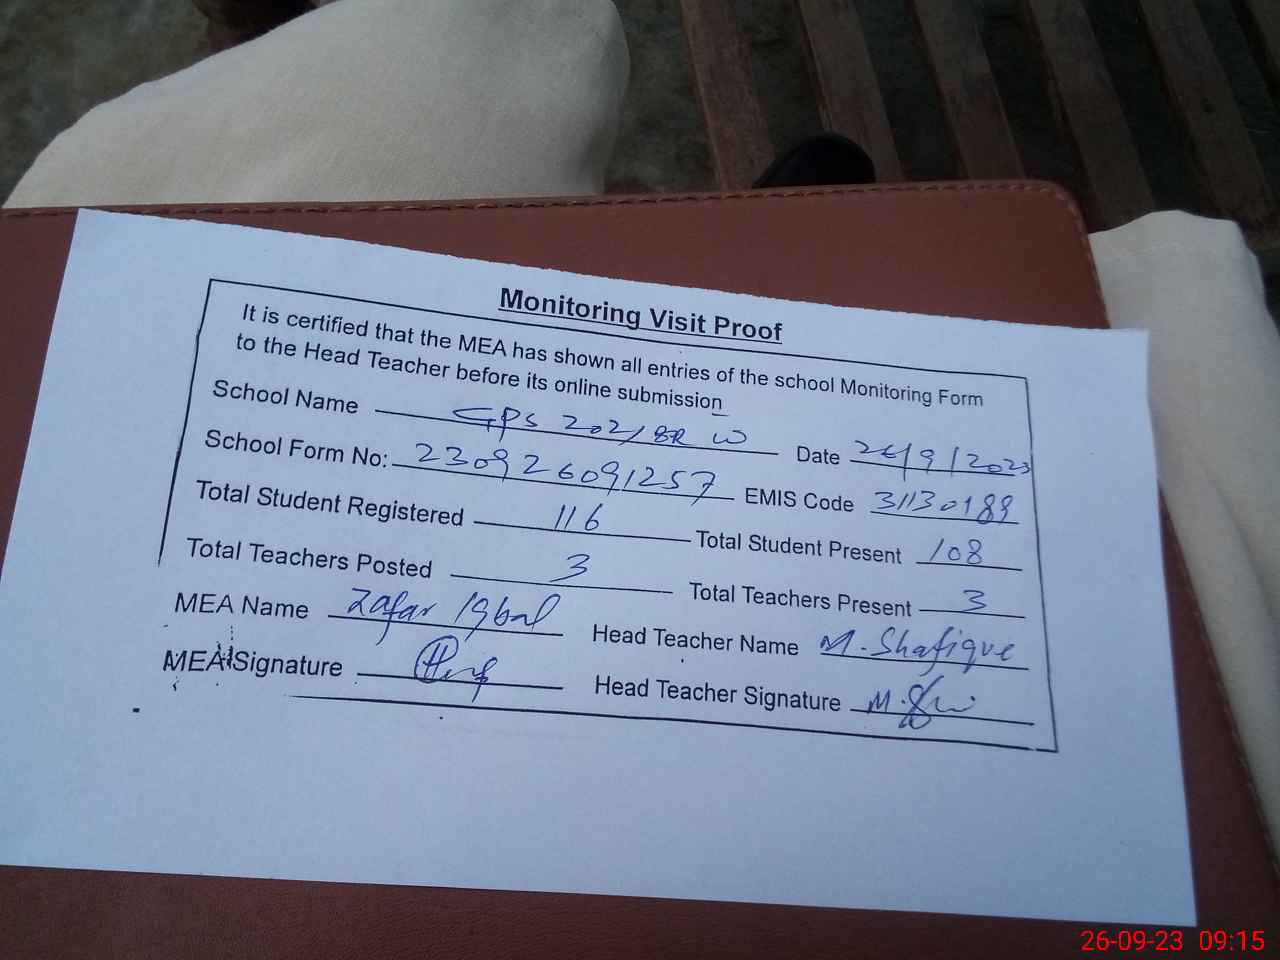 Monitoring Visit Proof
It is certified that the MEA has shown all entries of the school Monitoring Form
to the Head Teacher before its online submission
School Name GPS 202/8R W Date 26/9/2023
School Form No: 230926091257 EMIS Code 31130189
Total Student Registered 116 Total Student Present 108
Total Teachers Posted 3 Total Teachers Present 3
MEA Name Zafar Iqbal Head Teacher Name M. Shafique
MEA Signature Head Teacher Signature M.
26-09-23 09:15